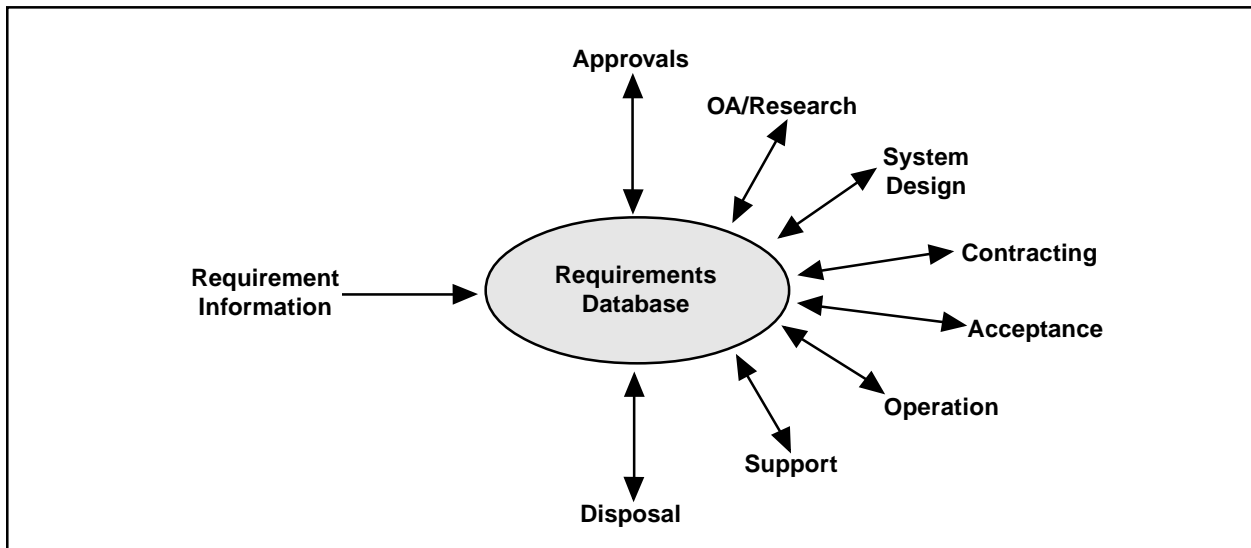 Approvals
OA/Research
System
Design
Contracting
Requirement
Information
Requirements
Database
Acceptance
Operation
Support
Disposal